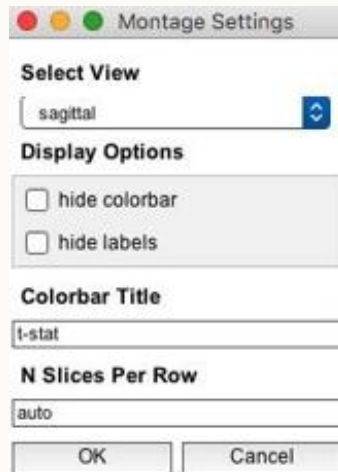 Montage Settings
Select View
sagittal
Display Options
hide colorbar
hide labels
Colorbar Title
t-stat
N Slices Per Row
auto
OK Cancel